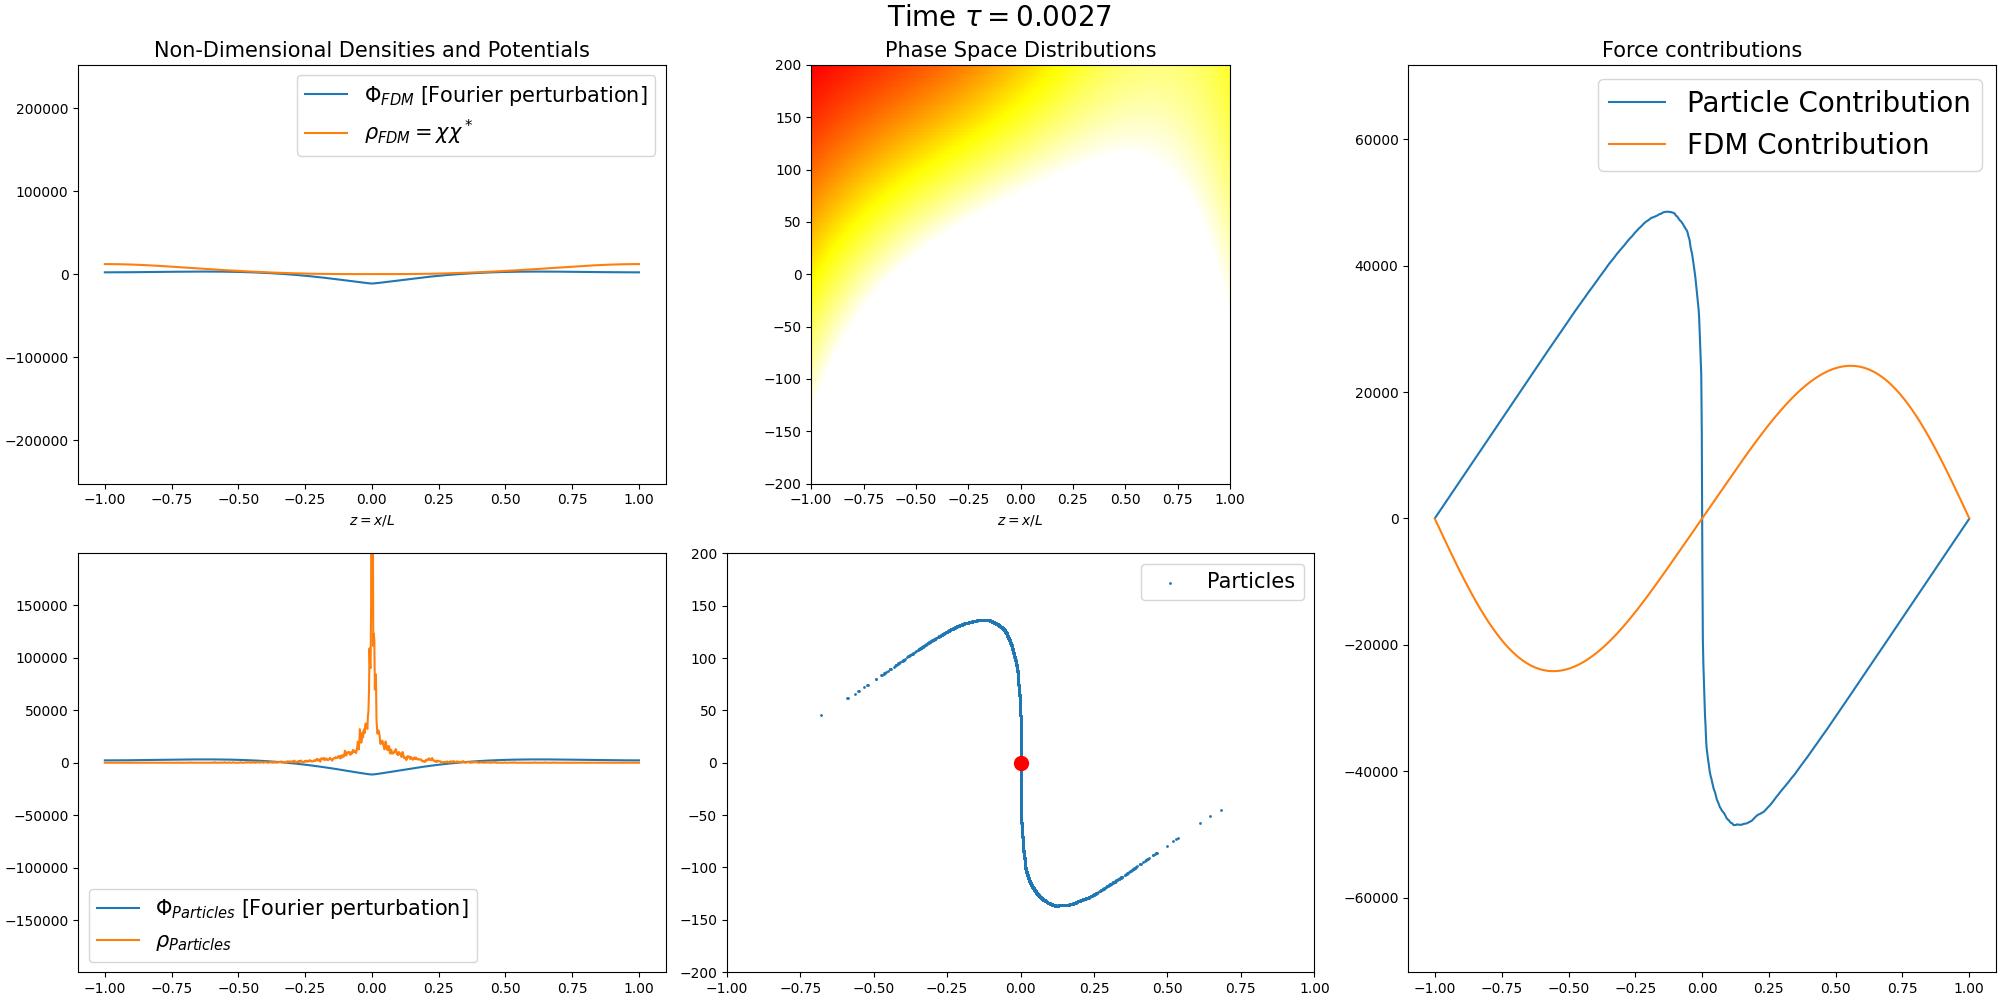 Time τ = 0.0027
Non-Dimensional Densities and Potentials
Φ_FDM [Fourier perturbation]
ρ_FDM = χχ*
200000
100000
0
−100000
−200000
−1.00 −0.75 −0.50 −0.25 0.00 0.25 0.50 0.75 1.00
z = x/L
Phase Space Distributions
200
150
100
50
0
−50
−100
−150
−200
−1.00 −0.75 −0.50 −0.25 0.00 0.25 0.50 0.75 1.00
z = x/L
Force contributions
Particle Contribution
FDM Contribution
60000
40000
20000
0
−20000
−40000
−60000
−1.00 −0.75 −0.50 −0.25 0.00 0.25 0.50 0.75 1.00
150000
100000
50000
0
−50000
−100000
−150000
Φ_Particles [Fourier perturbation]
ρ_Particles
−1.00 −0.75 −0.50 −0.25 0.00 0.25 0.50 0.75 1.00
Particles
200
150
100
50
0
−50
−100
−150
−200
−1.00 −0.75 −0.50 −0.25 0.00 0.25 0.50 0.75 1.00